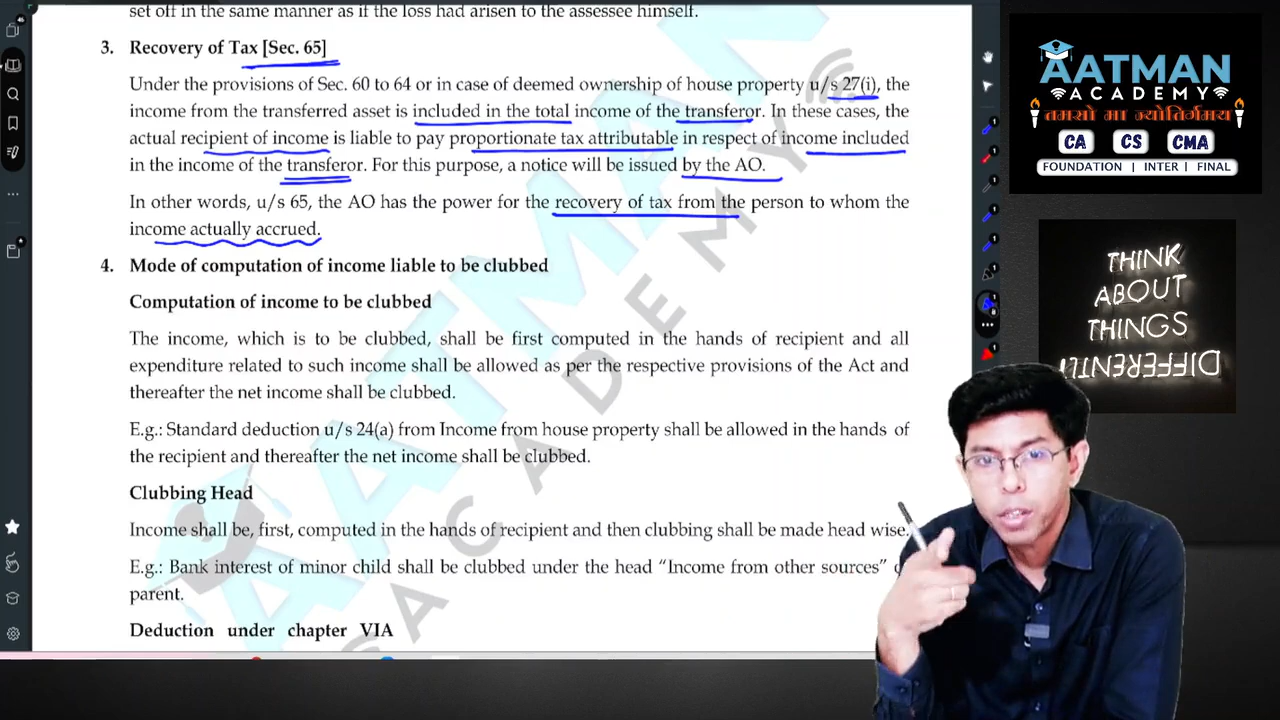 set off in the same manner as if the loss had arisen to the assessee himself.
3. Recovery of Tax [Sec. 65]
Under the provisions of Sec. 60 to 64 or in case of deemed ownership of house property u/s 27(i), the
income from the transferred asset is included in the total income of the transferor. In these cases, the
actual recipient of income is liable to pay proportionate tax attributable in respect of income included
in the income of the transferor. For this purpose, a notice will be issued by the AO.
In other words, u/s 65, the AO has the power for the recovery of tax from the person to whom the
income actually accrued.
4. Mode of computation of income liable to be clubbed
Computation of income to be clubbed
The income, which is to be clubbed, shall be first computed in the hands of recipient and all
expenditure related to such income shall be allowed as per the respective provisions of the Act and
thereafter the net income shall be clubbed.
E.g.: Standard deduction u/s 24(a) from Income from house property shall be allowed in the hands of
the recipient and thereafter the net income shall be clubbed.
Clubbing Head
Income shall be, first, computed in the hands of recipient and then clubbing shall be made head wise.
E.g.: Bank interest of minor child shall be clubbed under the head “Income from other sources”
parent.
Deduction under chapter VIA
AATMAN
ACADEMY
AATMAN
ACADEMY
तमसो मा ज्योतिर्गमय
CA CS CMA
FOUNDATION | INTER | FINAL
THINK
ABOUT
THINGS
DIFFERENTLY